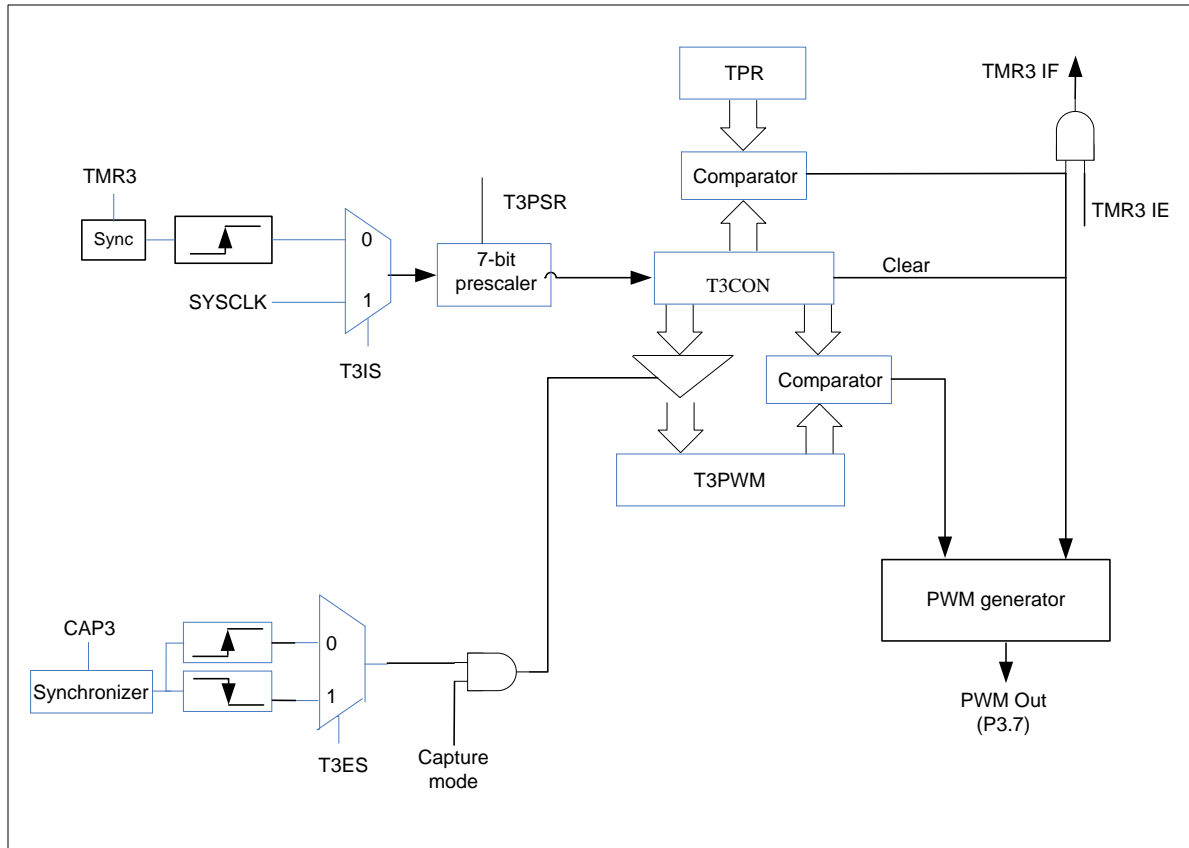 TPR
TMR3 IF
TMR3
Comparator
T3PSR
TMR3 IE
Sync
0
7-bit
prescaler
T3CON
Clear
SYSCLK
1
T3IS
Comparator
T3PWM
PWM generator
CAP3
0
Synchronizer
1
PWM Out
(P3.7)
T3ES
Capture
mode